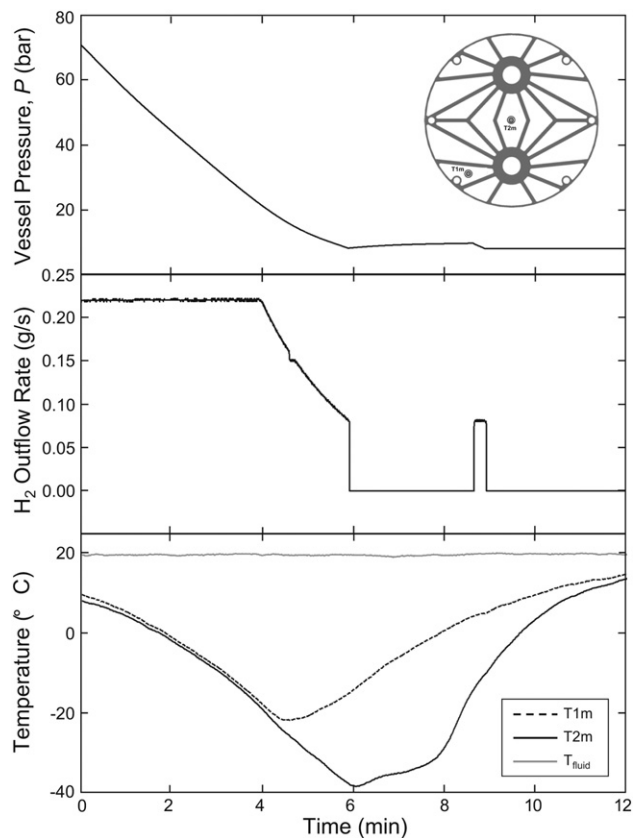 80
60
40
20
Vessel Pressure, P (bar)
T2m
T1m
0.25
0.20
0.15
0.10
0.05
0.00
H₂ Outflow Rate (g/s)
20
0
-20
-40
Temperature (° C)
T1m
T2m
Tfluid
0
2
4
6
8
10
12
Time (min)